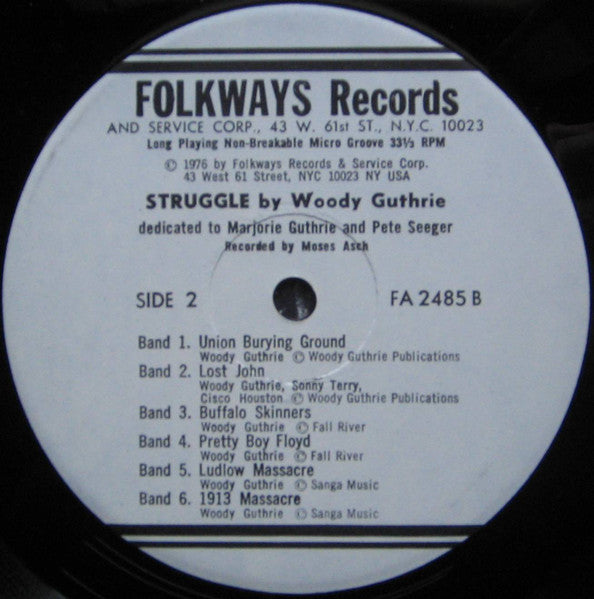 FOLKWAYS Records
AND SERVICE CORP., 43 W. 61st ST., N.Y.C. 10023
Long Playing Non-Breakable Micro Groove 33⅓ RPM
© 1976 by Folkways Records & Service Corp.
43 West 61 Street, NYC 10023 NY USA
STRUGGLE by Woody Guthrie
dedicated to Marjorie Guthrie and Pete Seeger
Recorded by Moses Asch
SIDE 2 FA 2485 B
Band 1. Union Burying Ground
Woody Guthrie © Woody Guthrie Publications
Band 2. Lost John
Woody Guthrie, Sonny Terry,
Cisco Houston © Woody Guthrie Publications
Band 3. Buffalo Skinners
Woody Guthrie © Fall River
Band 4. Pretty Boy Floyd
Woody Guthrie © Fall River
Band 5. Ludlow Massacre
Woody Guthrie © Sanga Music
Band 6. 1913 Massacre
Woody Guthrie © Sanga Music